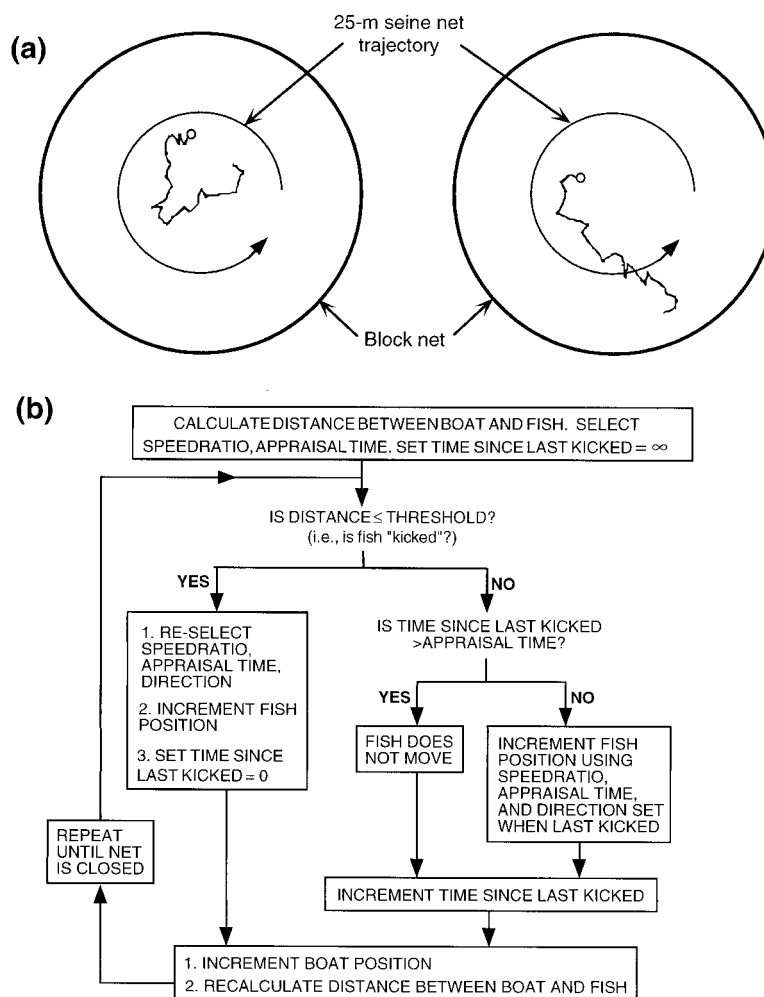 (a)
25-m seine net
trajectory
Block net
(b)
CALCULATE DISTANCE BETWEEN BOAT AND FISH. SELECT
SPEEDRATIO, APPRAISAL TIME. SET TIME SINCE LAST KICKED = ∞
IS DISTANCE ≤ THRESHOLD?
(i.e., is fish "kicked"?)
YES
NO
1. RE-SELECT
SPEEDRATIO,
APPRAISAL TIME,
DIRECTION
2. INCREMENT FISH
POSITION
3. SET TIME SINCE
LAST KICKED = 0
IS TIME SINCE LAST KICKED
>APPRAISAL TIME?
YES
NO
FISH DOES
NOT MOVE
INCREMENT FISH
POSITION USING
SPEEDRATIO,
APPRAISAL TIME,
AND DIRECTION SET
WHEN LAST KICKED
REPEAT
UNTIL NET
IS CLOSED
INCREMENT TIME SINCE LAST KICKED
1. INCREMENT BOAT POSITION
2. RECALCULATE DISTANCE BETWEEN BOAT AND FISH